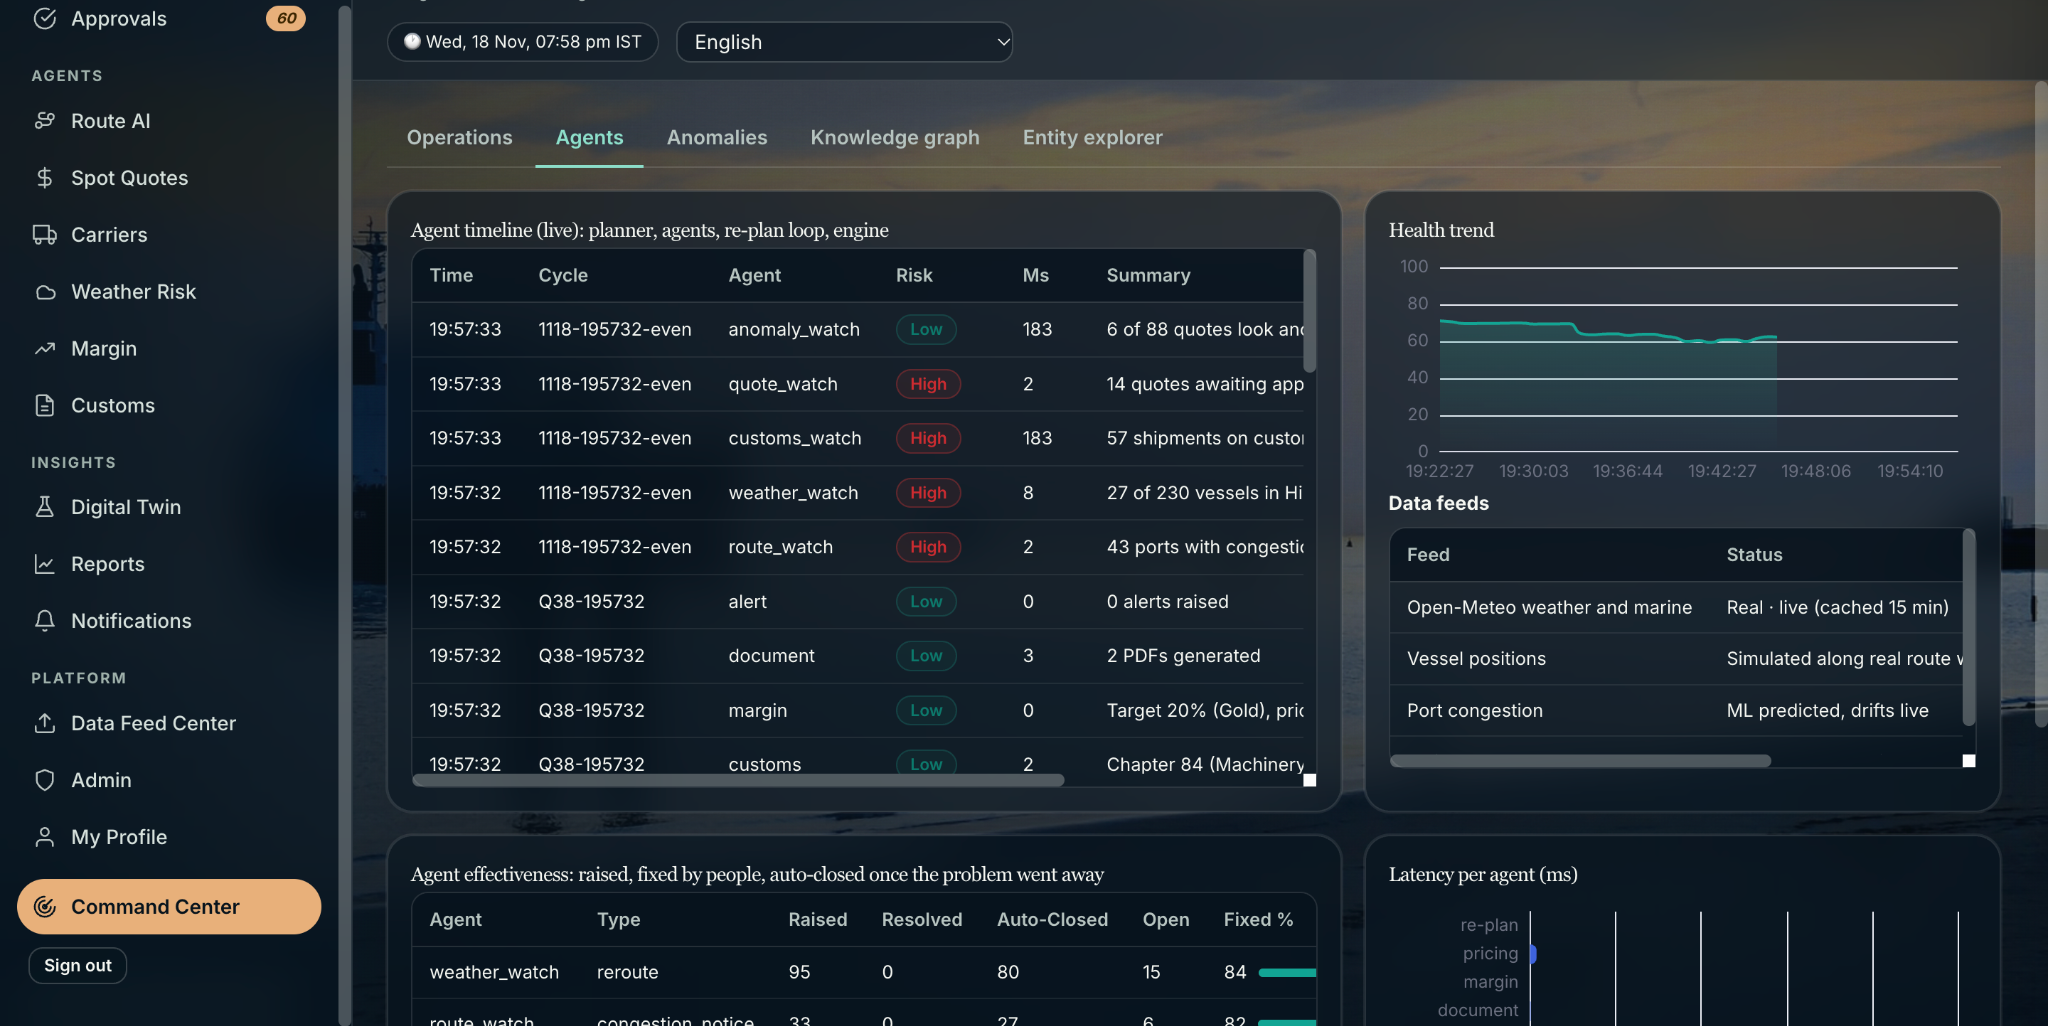 Approvals
60
AGENTS
Route AI
Spot Quotes
Carriers
Weather Risk
Margin
Customs
INSIGHTS
Digital Twin
Reports
Notifications
PLATFORM
Data Feed Center
Admin
My Profile
Command Center
Sign out
Wed, 18 Nov, 07:58 pm IST
English
Operations Agents Anomalies Knowledge graph Entity explorer
Agent timeline (live): planner, agents, re-plan loop, engine
Time Cycle Agent Risk Ms Summary
19:57:33 1118-195732-even anomaly_watch Low 183 6 of 88 quotes look
19:57:33 1118-195732-even quote_watch High 2 14 quotes awaiting app
19:57:33 1118-195732-even customs_watch High 183 57 shipments on custo
19:57:32 1118-195732-even weather_watch High 8 27 of 230 vessels in Hi
19:57:32 1118-195732-even route_watch High 2 43 ports with congesti
19:57:32 Q38-195732 alert Low 0 0 alerts raised
19:57:32 Q38-195732 document Low 3 2 PDFs generated
19:57:32 Q38-195732 margin Low 0 Target 20% (Gold), pric
19:57:32 Q38-195732 customs Low 2 Chapter 84 (Machinery
Health trend
100
80
60
40
20
0
19:22:27 19:30:03 19:36:44 19:42:27 19:48:06 19:54:10
Data feeds
Feed Status
Open-Meteo weather and marine Real · live (cached 15 min)
Vessel positions Simulated along real route
Port congestion ML predicted, drifts live
Agent effectiveness: raised, fixed by people, auto-closed once the problem went away
Agent Type Raised Resolved Auto-Closed Open Fixed %
weather_watch reroute 95 0 80 15 84
route_watch congestion_notice 33 0 27 6 82
Latency per agent (ms)
re-plan
pricing
margin
document